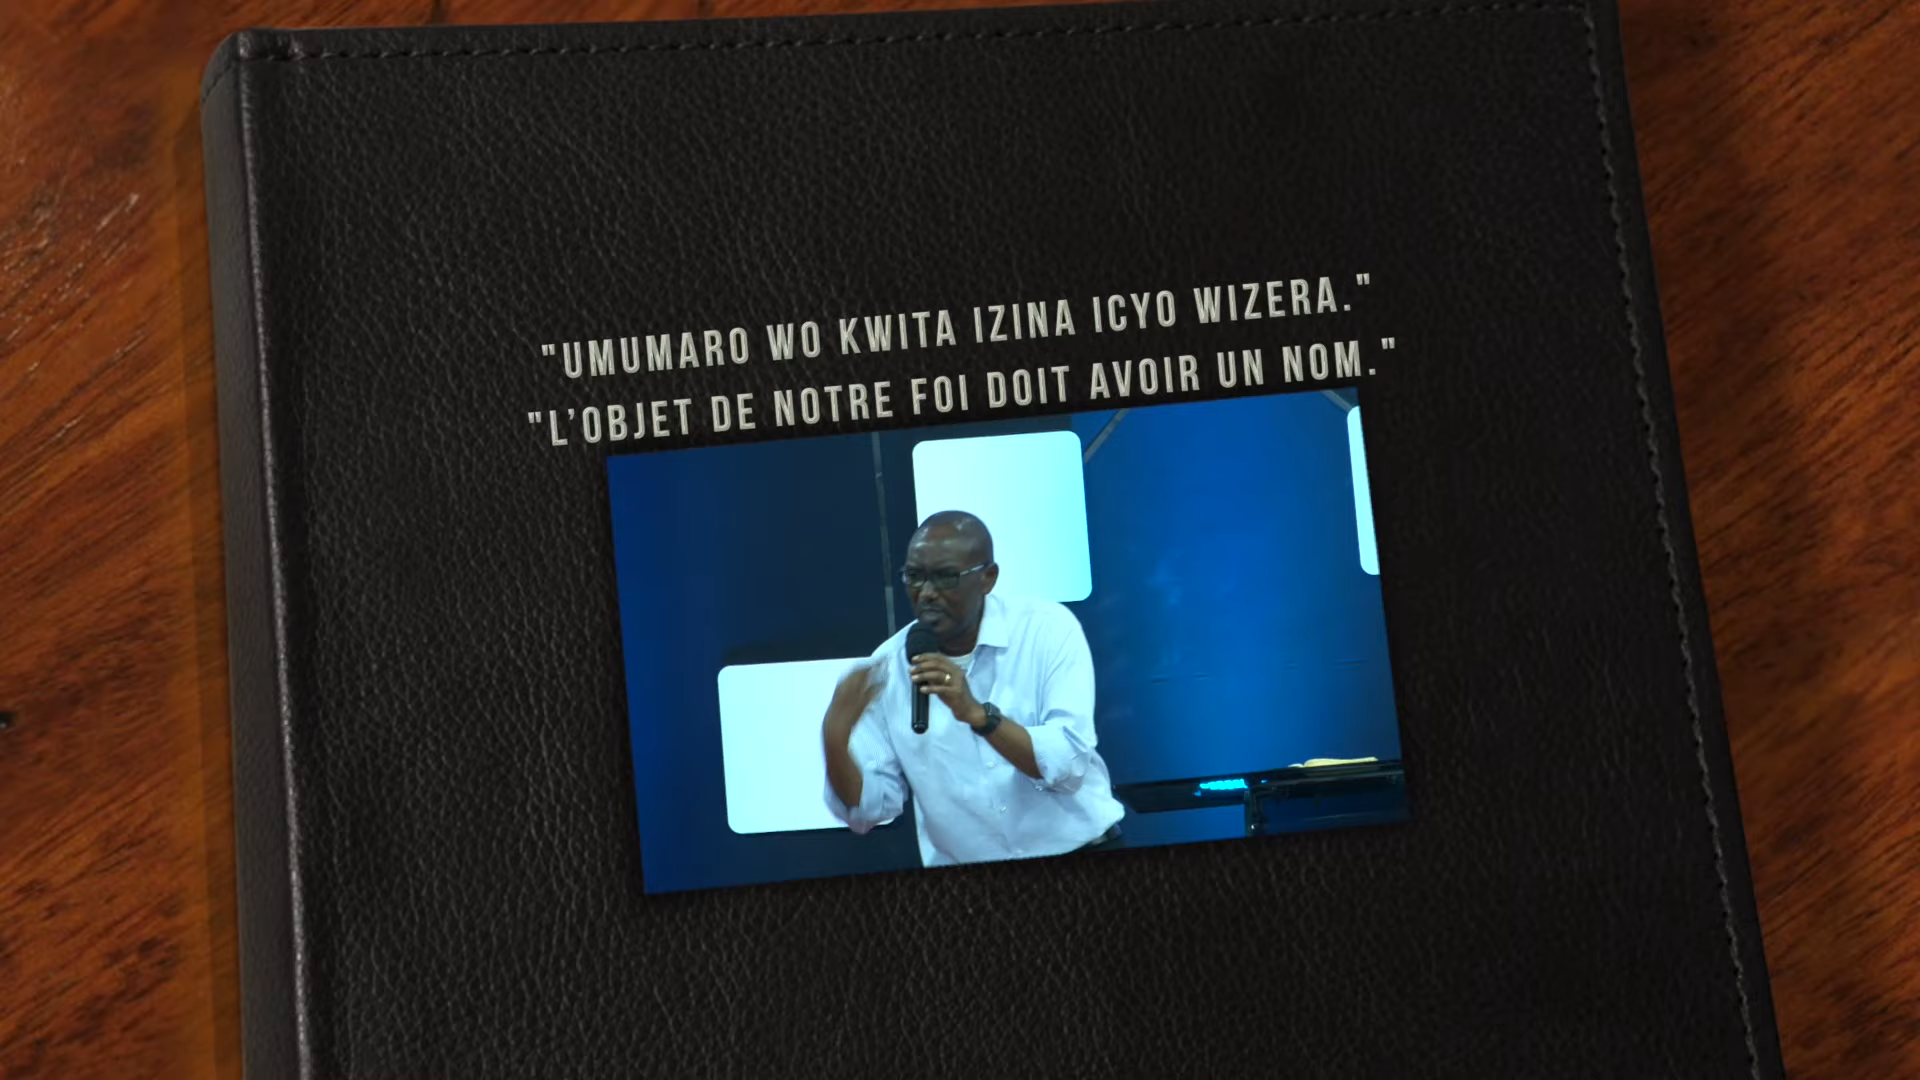 "UMUMARO WO KWITA IZINA ICYO WIZERA."
"L’OBJET DE NOTRE FOI DOIT AVOIR UN NOM."